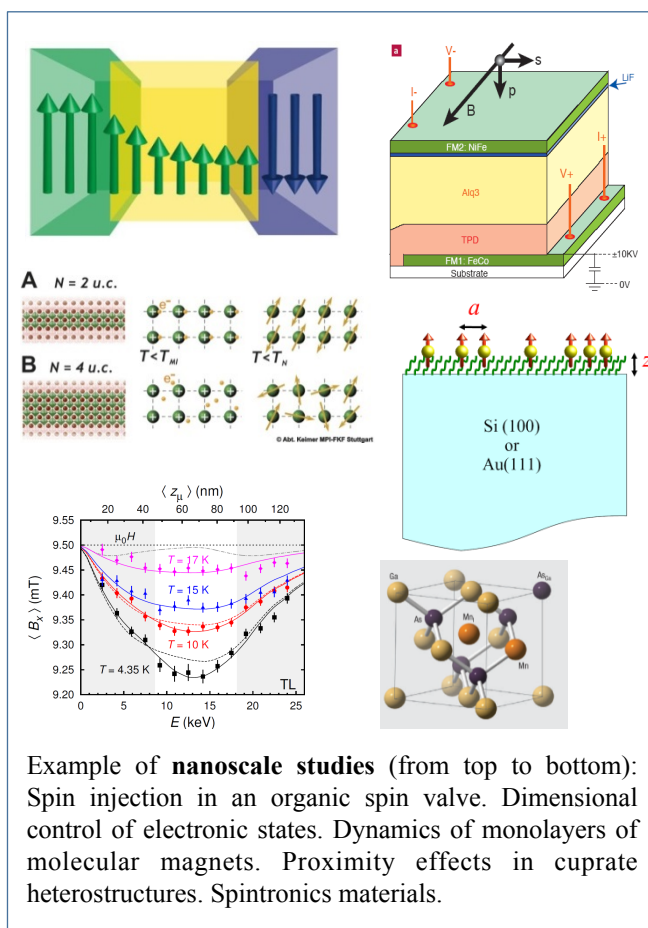 a
V-
s
LiF
I-
p
B
I+
FM2: NiFe
V+
Alq3
TPD
FM1: FeCo
±10KV
Substrate
0V
A N = 2 u.c.
e⁻
T < T_MI
T < T_N
B N = 4 u.c.
e⁻
© Abt. Keimer MPI-FKF Stuttgart
a
z
Si (100)
or
Au(111)
⟨ z_μ ⟩ (nm)
20 40 60 80 100 120
9.55
9.50
9.45
9.40
9.35
9.30
9.25
9.20
⟨ B_x ⟩ (mT)
μ₀H
T = 17 K
T = 15 K
T = 10 K
T = 4.35 K
TL
0 5 10 15 20 25
E (keV)
Ga
As_Ga
As
Mn_I
Mn
Example of nanoscale studies (from top to bottom):
Spin injection in an organic spin valve. Dimensional
control of electronic states. Dynamics of monolayers of
molecular magnets. Proximity effects in cuprate
heterostructures. Spintronics materials.